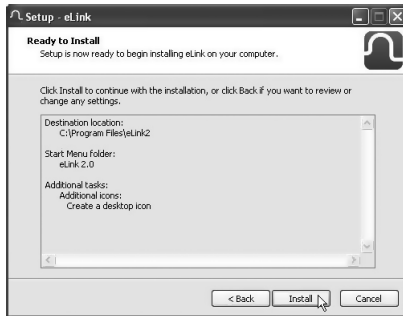 Setup - eLink
Ready to Install
Setup is now ready to begin installing eLink on your computer.
Click Install to continue with the installation, or click Back if you want to review or
change any settings.
Destination location:
C:\Program Files\eLink2
Start Menu folder:
eLink 2.0
Additional tasks:
Additional icons:
Create a desktop icon
< Back
Install
Cancel